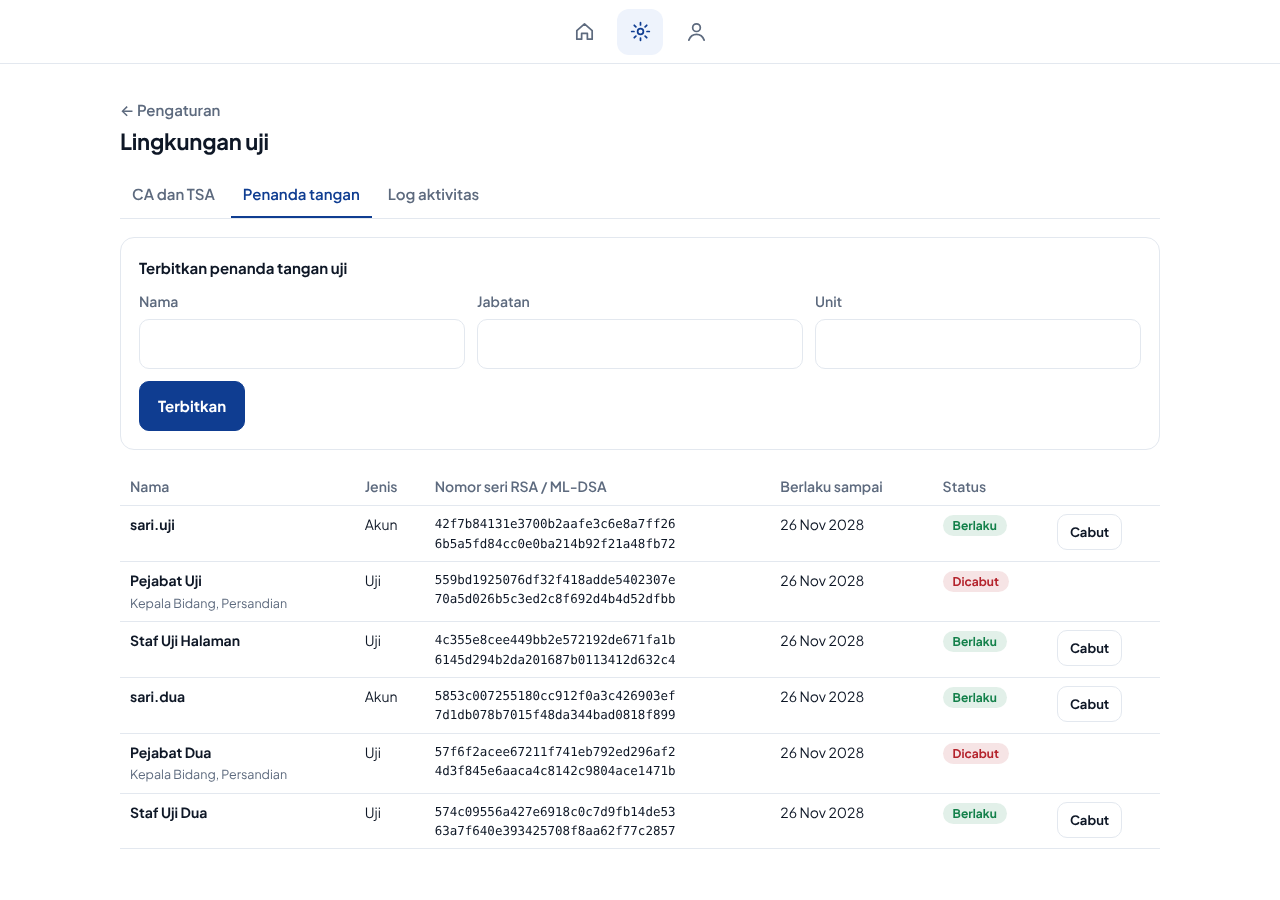 ← Pengaturan
Lingkungan uji
CA dan TSA Penanda tangan Log aktivitas
Terbitkan penanda tangan uji
Nama Jabatan Unit
Terbitkan
Nama Jenis Nomor seri RSA / ML-DSA Berlaku sampai Status
sari.uji Akun 42f7b84131e3700b2aafe3c6e8a7ff26 26 Nov 2028 Berlaku Cabut
6b5a5fd84cc0e0ba214b92f21a48fb72
Pejabat Uji Uji 559bd1925076df32f418adde5402307e 26 Nov 2028 Dicabut
Kepala Bidang, Persandian 70a5d026b5c3ed2c8f692d4b4d52dfbb
Staf Uji Halaman Uji 4c355e8cee449bb2e572192de671fa1b 26 Nov 2028 Berlaku Cabut
6145d294b2da201687b0113412d632c4
sari.dua Akun 5853c007255180cc912f0a3c426903ef 26 Nov 2028 Berlaku Cabut
7d1db078b7015f48da344bad0818f899
Pejabat Dua Uji 57f6f2acee67211f741eb792ed296af2 26 Nov 2028 Dicabut
Kepala Bidang, Persandian 4d3f845e6aaca4c8142c9804ace1471b
Staf Uji Dua Uji 574c09556a427e6918c0c7d9fb14de53 26 Nov 2028 Berlaku Cabut
63a7f640e393425708f8aa62f77c2857